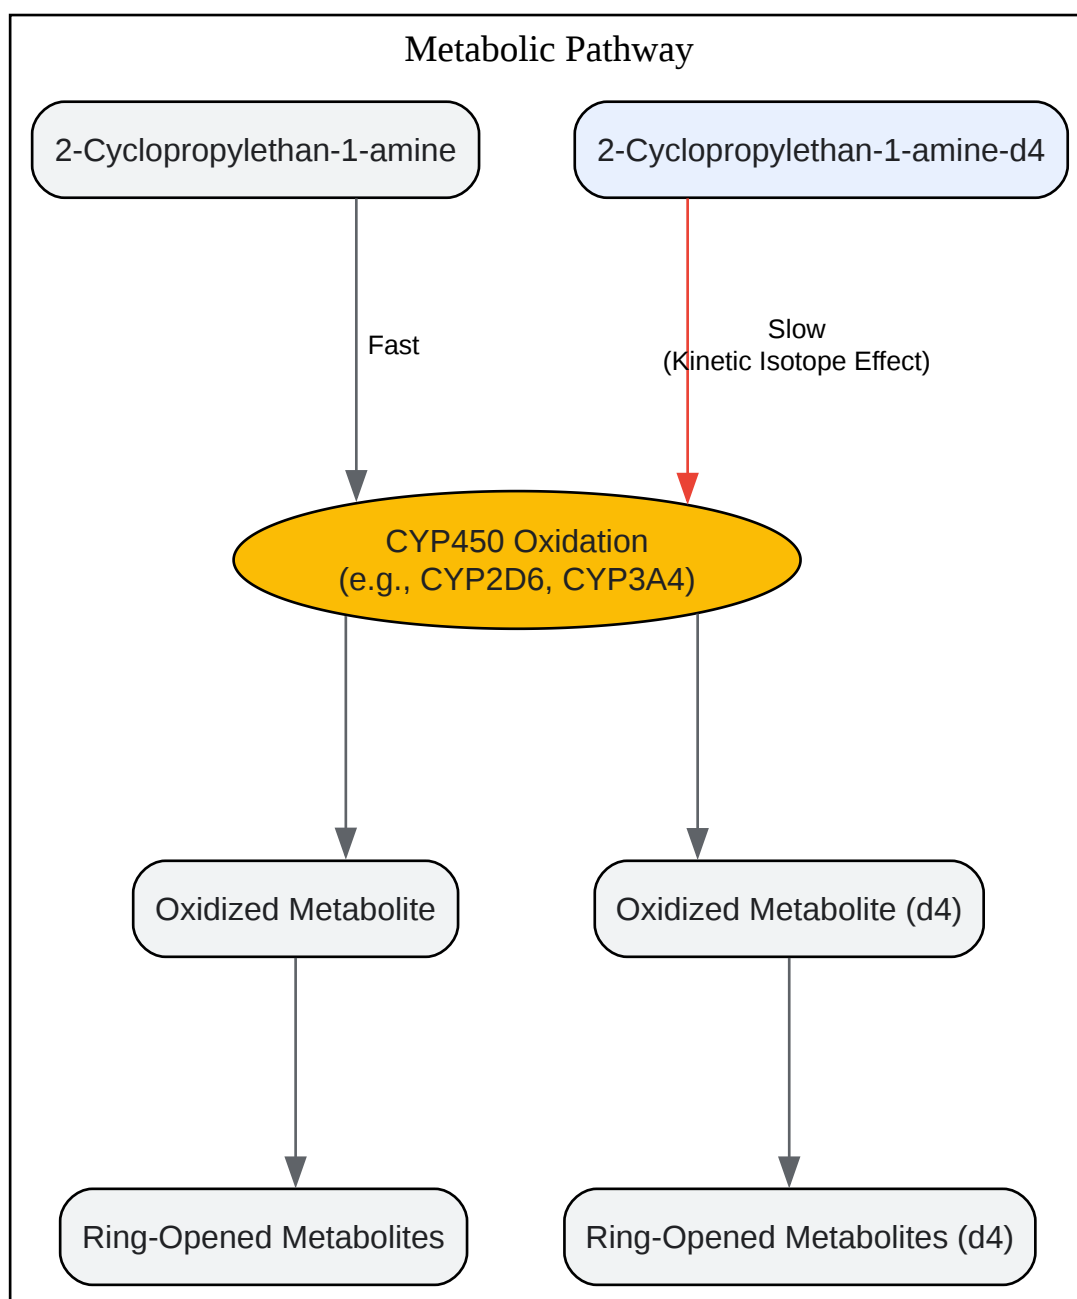 Metabolic Pathway
2-Cyclopropylethan-1-amine
2-Cyclopropylethan-1-amine-d4
Fast
Slow
(Kinetic Isotope Effect)
CYP450 Oxidation
(e.g., CYP2D6, CYP3A4)
Oxidized Metabolite
Oxidized Metabolite (d4)
Ring-Opened Metabolites
Ring-Opened Metabolites (d4)